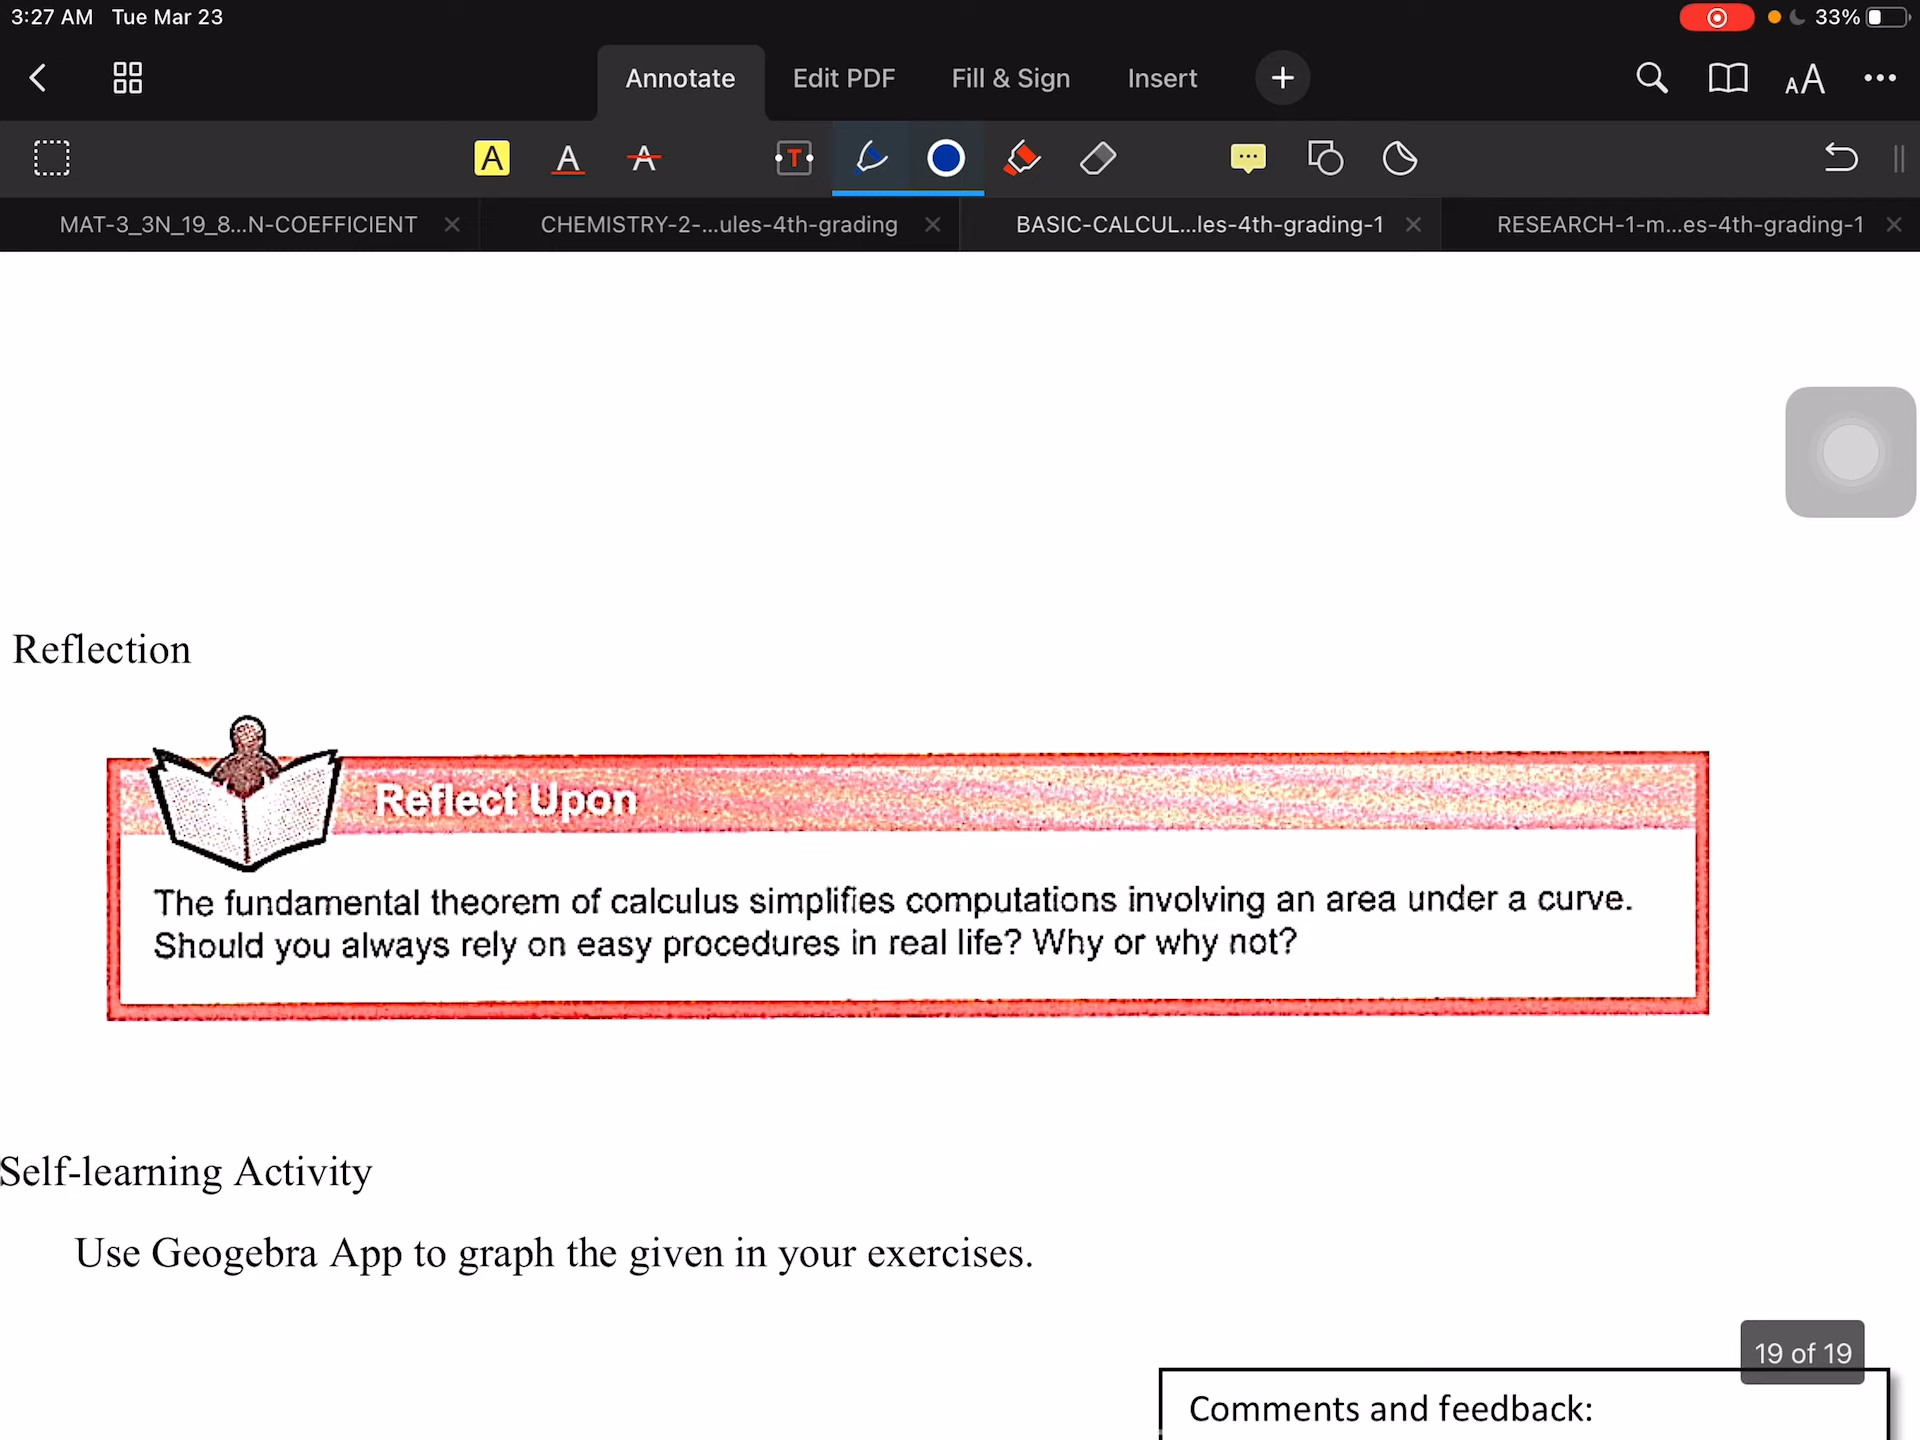 3:27 AM Tue Mar 23 33%
Annotate Edit PDF Fill & Sign Insert + AA
A A A T
MAT-3_3N_19_8...N-COEFFICIENT CHEMISTRY-2-...ules-4th-grading BASIC-CALCUL...les-4th-grading-1 RESEARCH-1-m...es-4th-grading-1
Reflection
Reflect Upon
The fundamental theorem of calculus simplifies computations involving an area under a curve.
Should you always rely on easy procedures in real life? Why or why not?
Self-learning Activity
Use Geogebra App to graph the given in your exercises.
19 of 19
Comments and feedback: